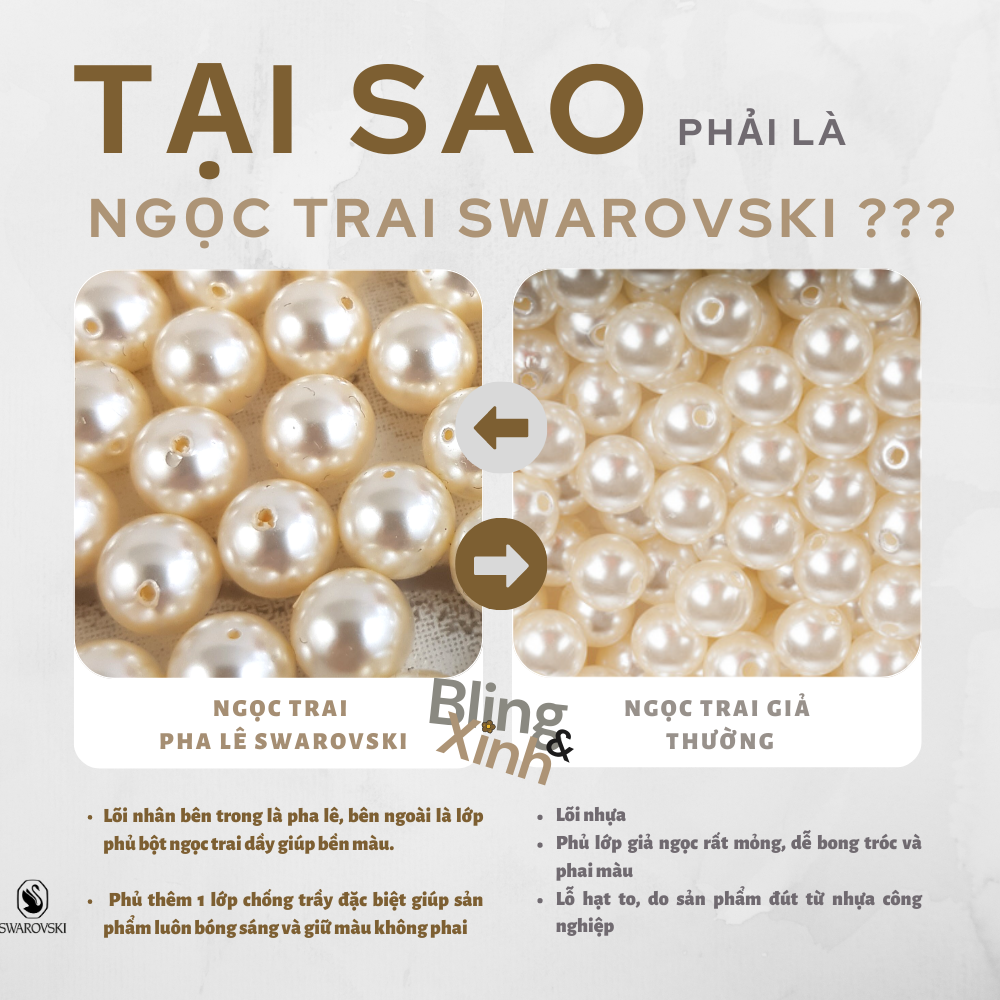 TẠI SAO PHẢI LÀ
NGỌC TRAI SWAROVSKI ???
NGỌC TRAI
PHA LÊ SWAROVSKI
Bling
&
Xinh
NGỌC TRAI GIẢ
THƯỜNG
• Lõi nhân bên trong là pha lê, bên ngoài là lớp
phủ bột ngọc trai dầy giúp bền màu.
• Phủ thêm 1 lớp chống trầy đặc biệt giúp sản
phẩm luôn bóng sáng và giữ màu không phai
• Lõi nhựa
• Phủ lớp giả ngọc rất mỏng, dễ bong tróc và
phai màu
• Lỗ hạt to, do sản phẩm đút từ nhựa công
nghiệp
SWAROVSKI